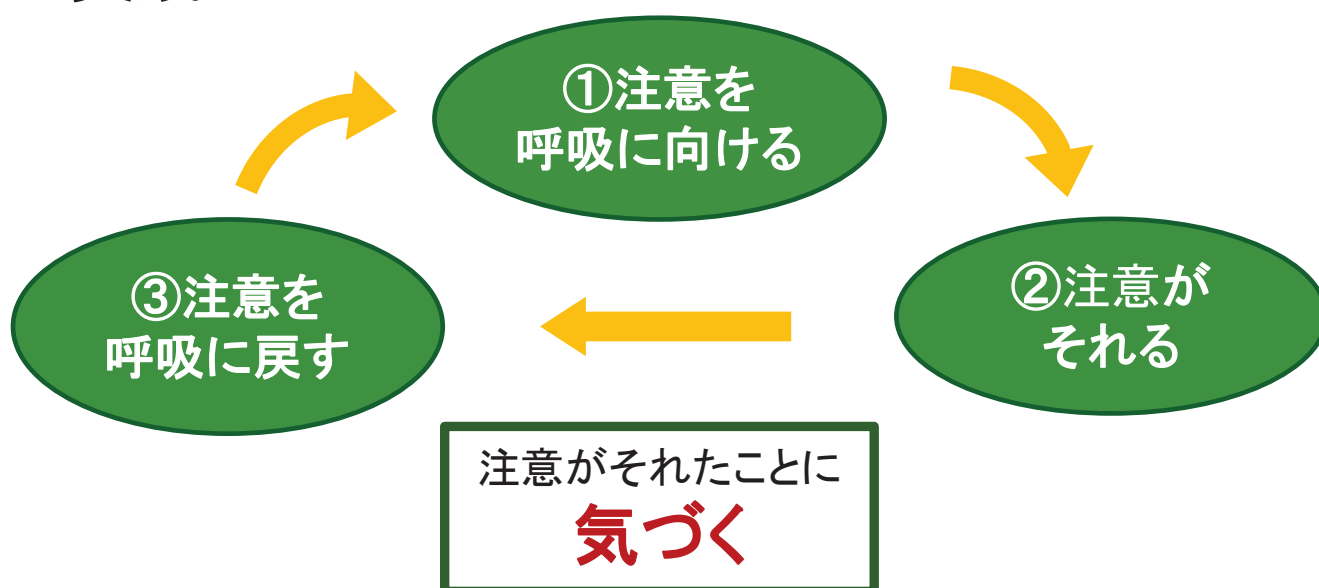 ①注意を
呼吸に向ける
②注意が
それる
③注意を
呼吸に戻す
注意がそれたことに
気づく